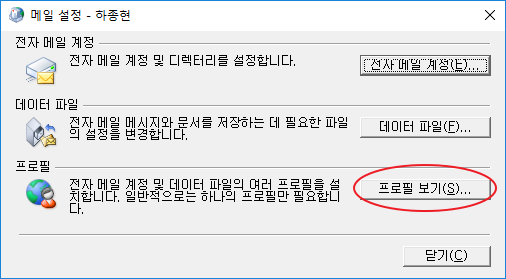 메일 설정 - 하종현
전자 메일 계정
전자 메일 계정 및 디렉터리를 설정합니다.
전자 메일 계정(E)...
데이터 파일
전자 메일 메시지와 문서를 저장하는 데 필요한 파일
의 설정을 변경합니다.
데이터 파일(F)...
프로필
전자 메일 계정 및 데이터 파일의 여러 프로필을 설
치합니다. 일반적으로는 하나의 프로필만 필요합니
다.
프로필 보기(S)...
닫기(C)